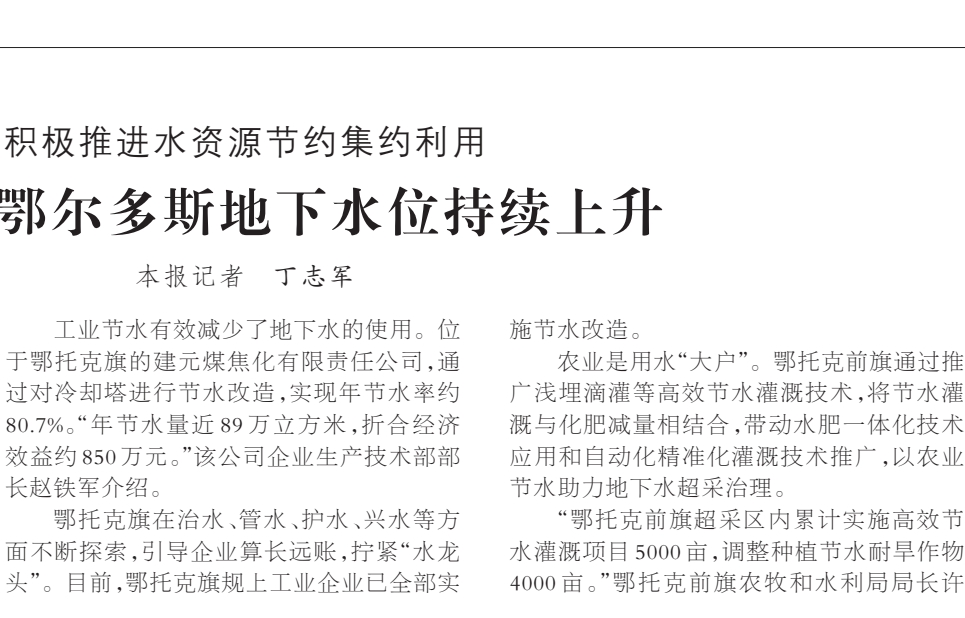 积极推进水资源节约集约利用
鄂尔多斯地下水位持续上升
本报记者　丁志军
工业节水有效减少了地下水的使用。位
于鄂托克旗的建元煤焦化有限责任公司，通
过对冷却塔进行节水改造，实现年节水率约
80.7%。“年节水量近89万立方米，折合经济
效益约850万元。”该公司企业生产技术部部
长赵铁军介绍。
鄂托克旗在治水、管水、护水、兴水等方
面不断探索，引导企业算长远账，拧紧“水龙
头”。目前，鄂托克旗规上工业企业已全部实
施节水改造。
农业是用水“大户”。鄂托克前旗通过推
广浅埋滴灌等高效节水灌溉技术，将节水灌
溉与化肥减量相结合，带动水肥一体化技术
应用和自动化精准化灌溉技术推广，以农业
节水助力地下水超采治理。
“鄂托克前旗超采区内累计实施高效节
水灌溉项目5000亩，调整种植节水耐旱作物
4000亩。”鄂托克前旗农牧和水利局局长许